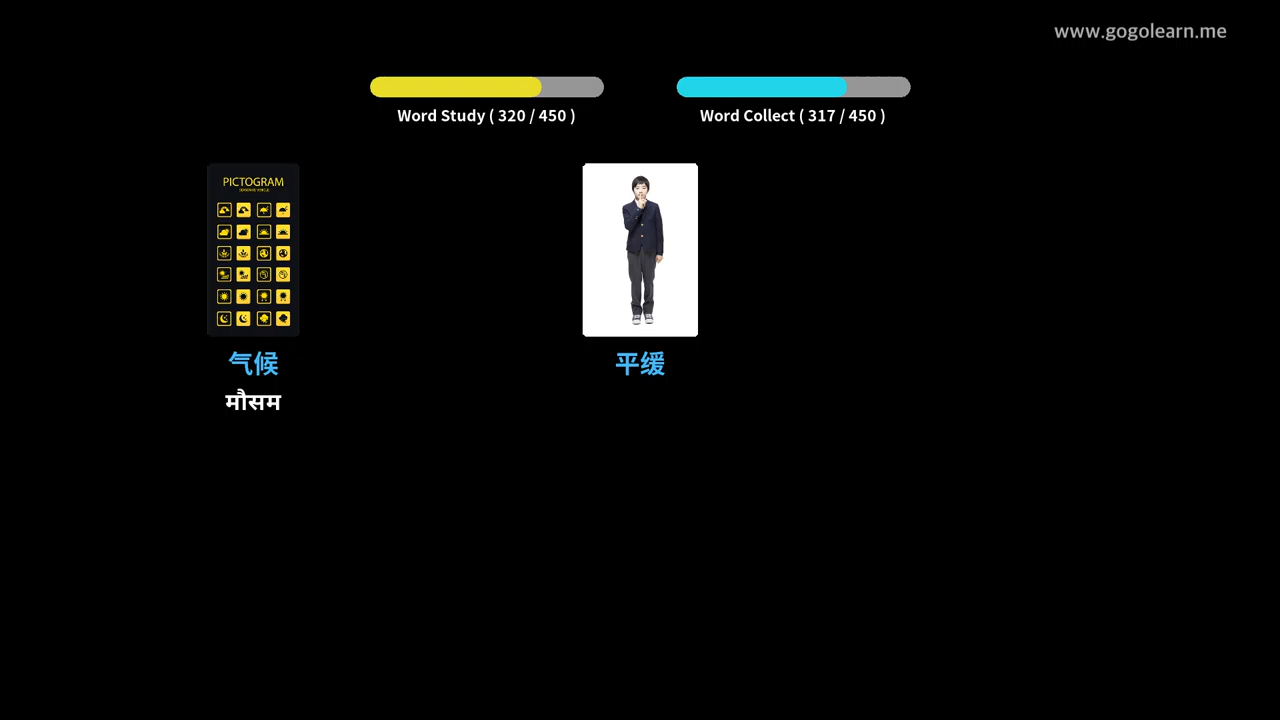 www.gogolearn.me
Word Study ( 320 / 450 )
Word Collect ( 317 / 450 )
PICTOGRAM
气候
平缓
मौसम